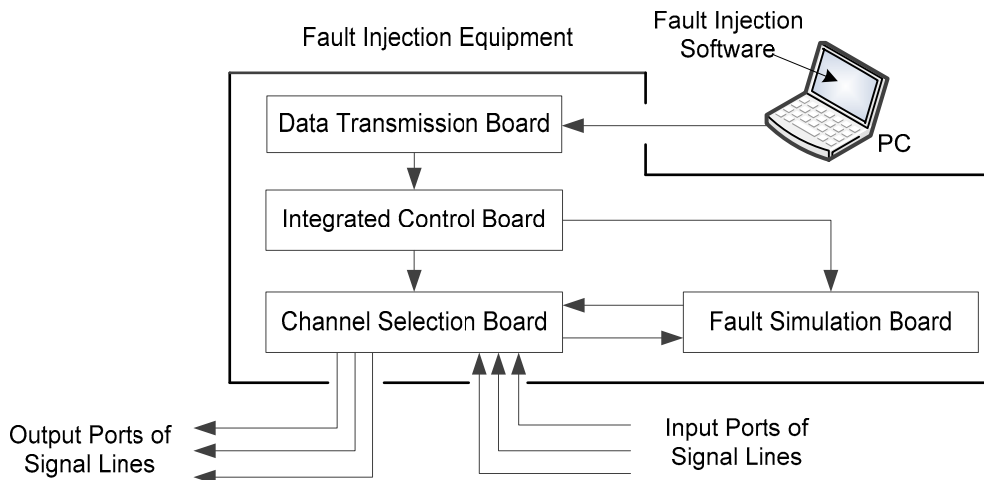 Fault Injection Equipment
Fault Injection
Software
PC
Data Transmission Board
Integrated Control Board
Channel Selection Board
Fault Simulation Board
Output Ports of
Signal Lines
Input Ports of
Signal Lines